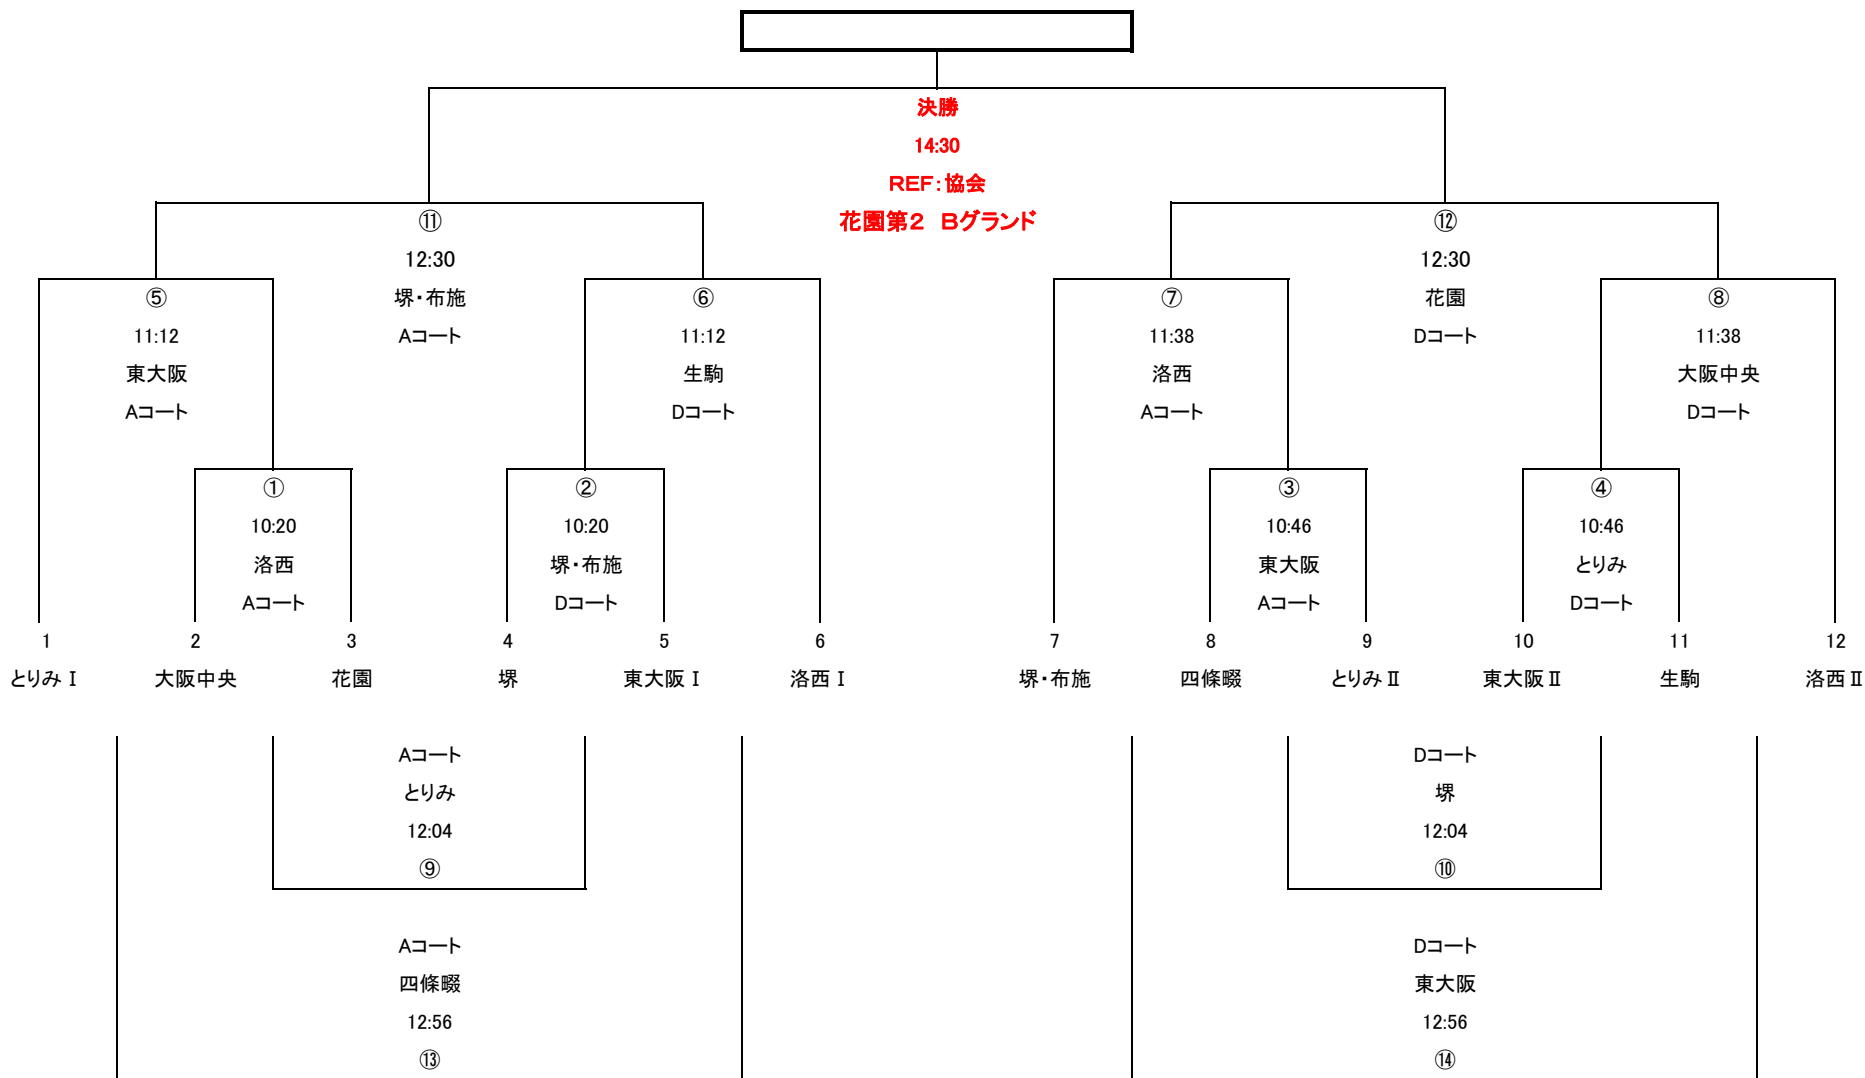 決勝
14:30
REF：協会
花園第２　Ｂグランド
⑪
12:30
堺・布施
Aコート
⑫
12:30
花園
Dコート
⑤
11:12
東大阪
Aコート
⑥
11:12
生駒
Dコート
⑦
11:38
洛西
Aコート
⑧
11:38
大阪中央
Dコート
①
10:20
洛西
Aコート
②
10:20
堺・布施
Dコート
③
10:46
東大阪
Aコート
④
10:46
とりみ
Dコート
1 2 3 4 5 6 7 8 9 10 11 12
とりみⅠ 大阪中央 花園 堺 東大阪Ⅰ 洛西Ⅰ 堺・布施 四條畷 とりみⅡ 東大阪Ⅱ 生駒 洛西Ⅱ
Aコート
とりみ
12:04
⑨
Dコート
堺
12:04
⑩
Aコート
四條畷
12:56
⑬
Dコート
東大阪
12:56
⑭